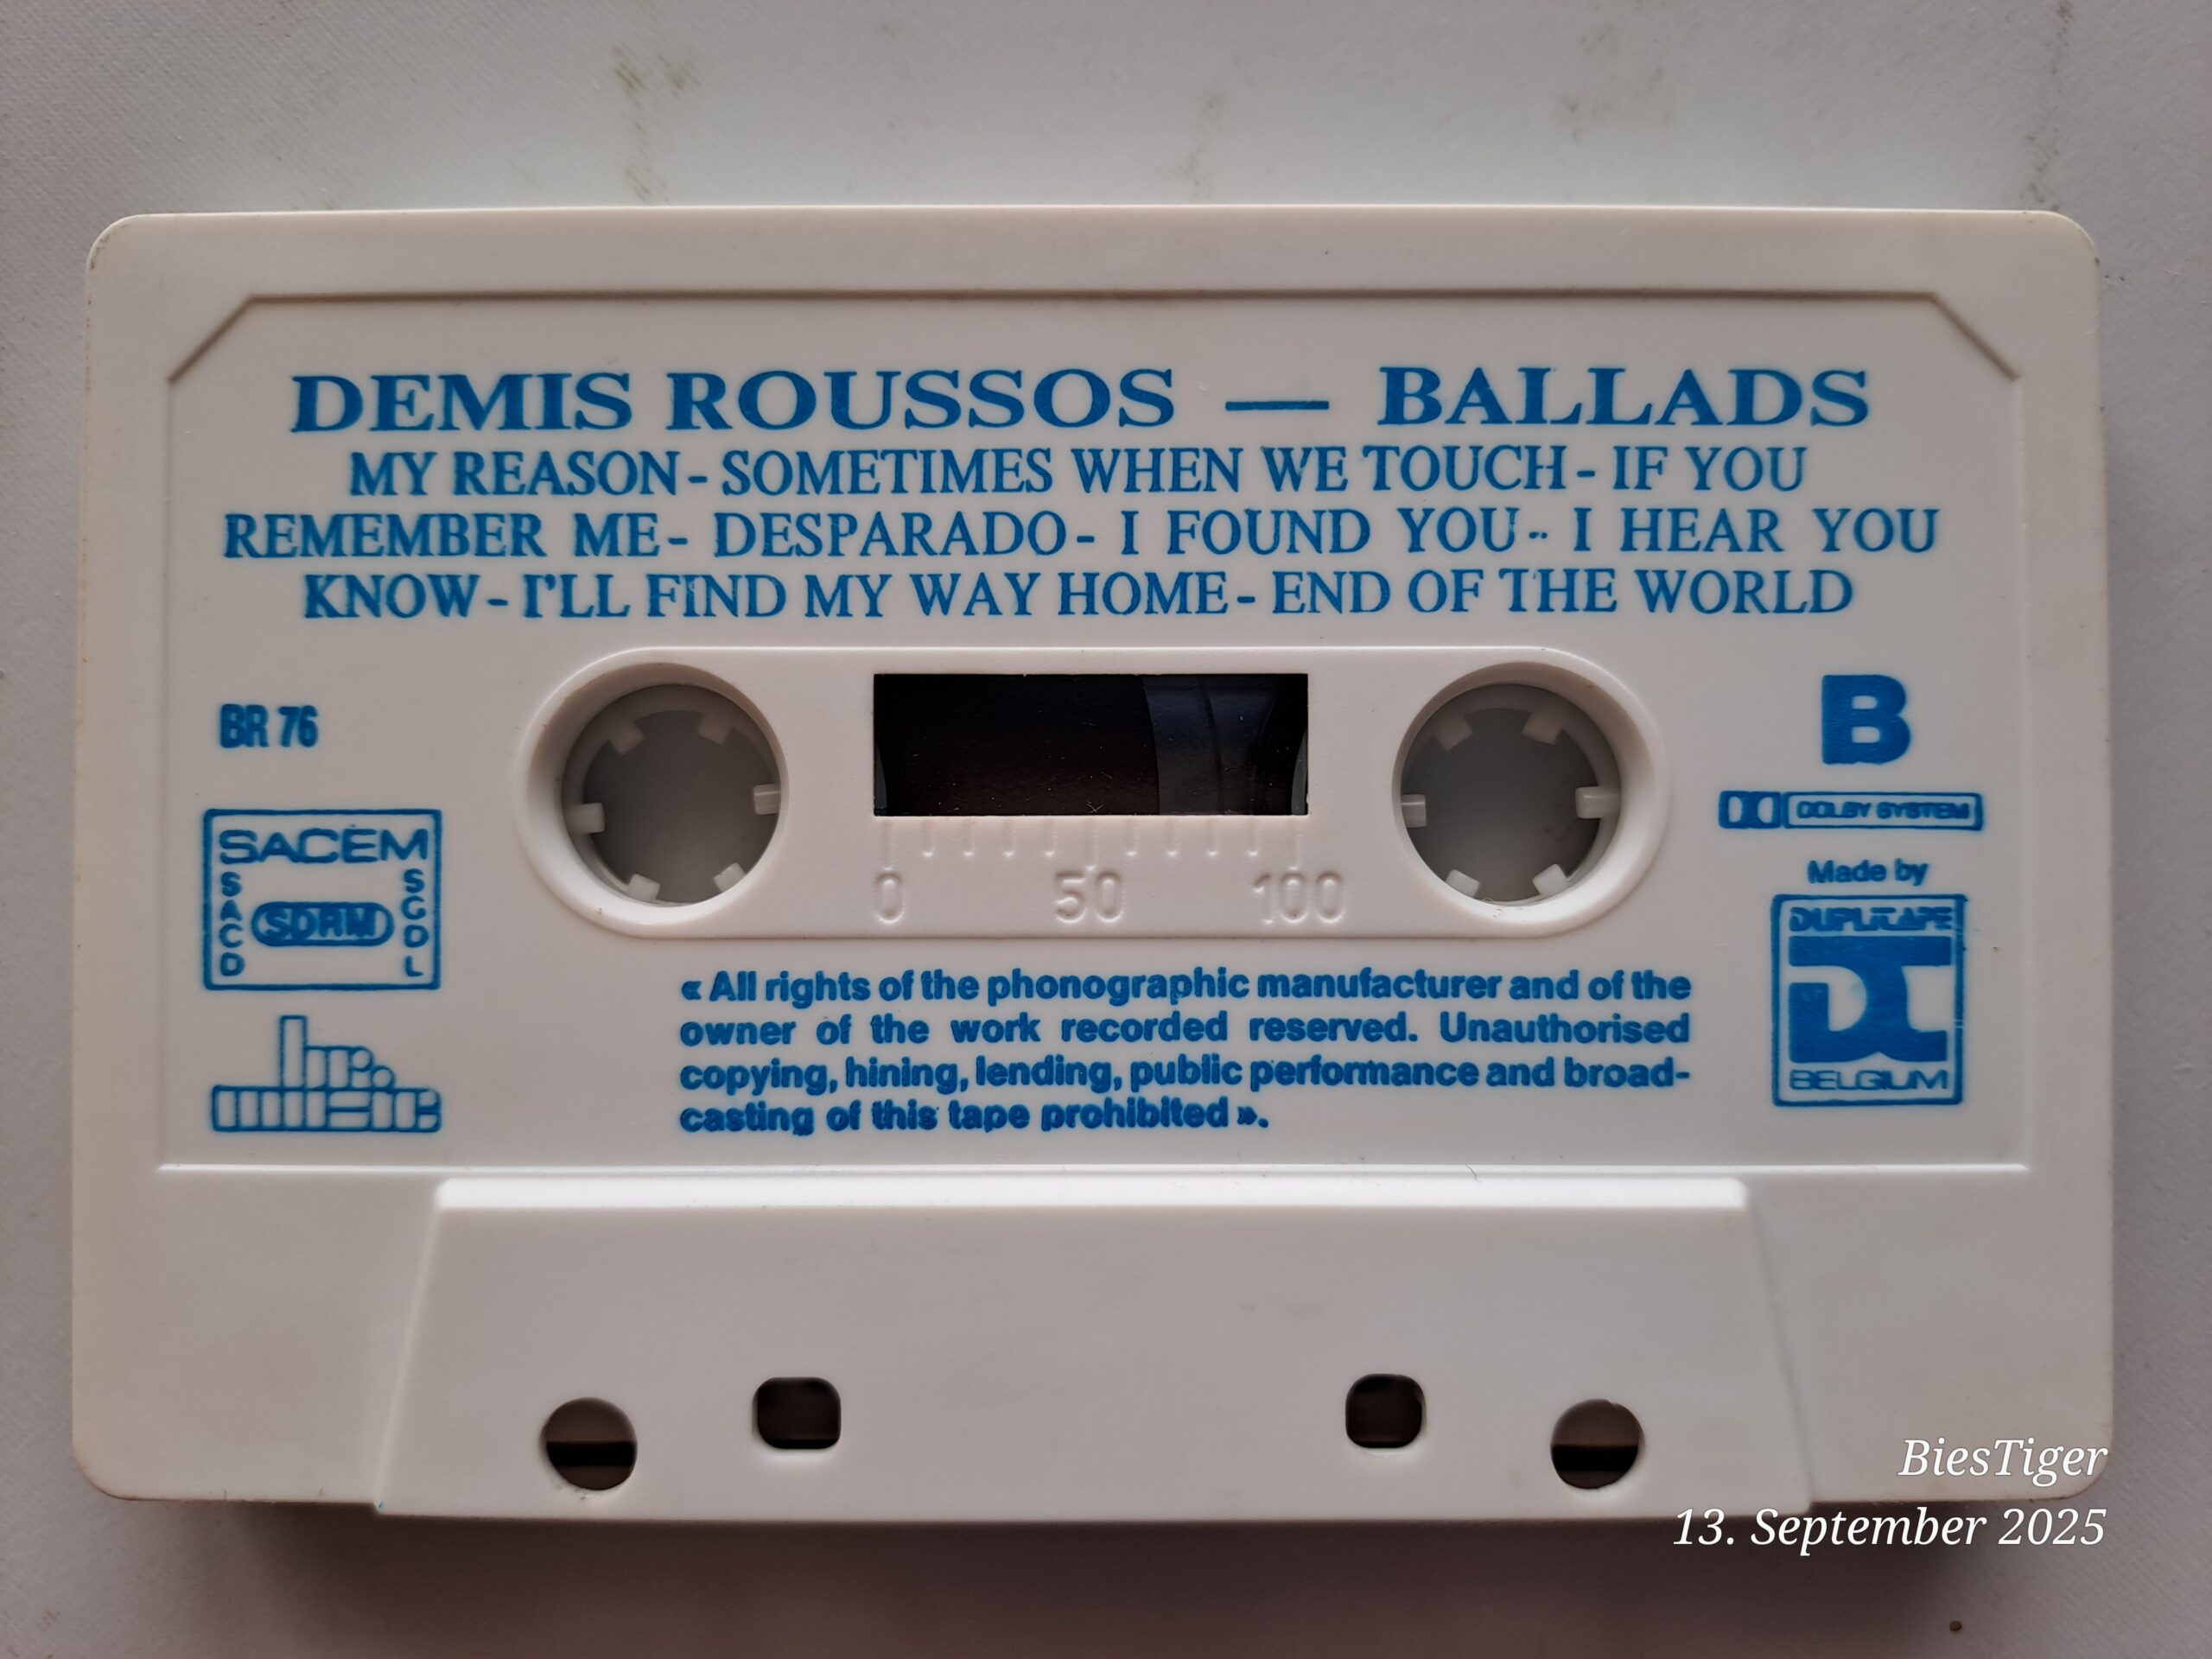 DEMIS ROUSSOS — BALLADS
MY REASON - SOMETIMES WHEN WE TOUCH - IF YOU
REMEMBER ME - DESPARADO - I FOUND YOU - I HEAR YOU
KNOW - I'LL FIND MY WAY HOME - END OF THE WORLD
BR 76
B
DOLBY SYSTEM
SACEM
SACD
SDRM
SGDL
0 50 100
Made by
DUPLITAPE
BELGIUM
« All rights of the phonographic manufacturer and of the
owner of the work recorded reserved. Unauthorised
copying, hining, lending, public performance and broad-
casting of this tape prohibited ».
music
BiesTiger
13. September 2025